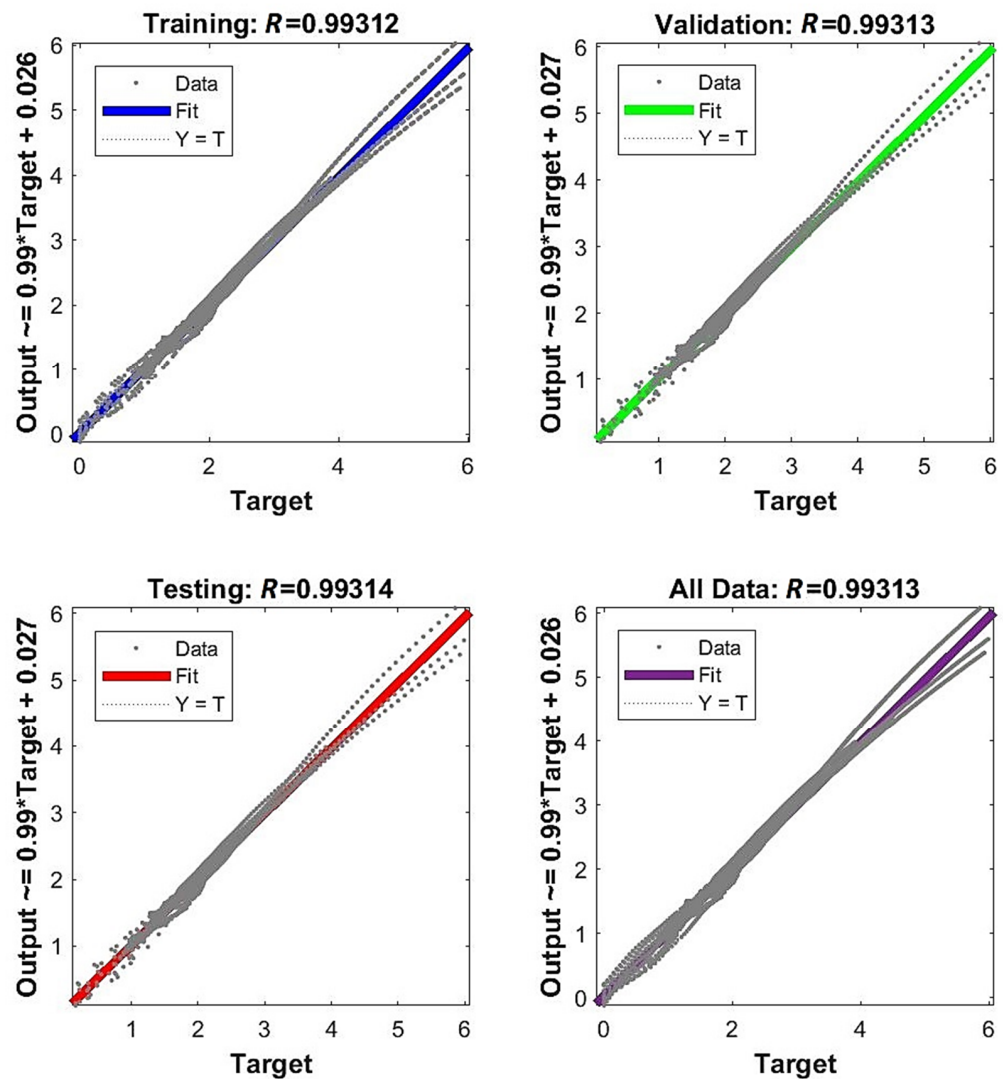 Training: R=0.99312
Output ~= 0.99*Target + 0.026
6
5
4
3
2
1
0
Data
Fit
Y = T
0 2 4 6
Target
Validation: R=0.99313
Output ~= 0.99*Target + 0.027
6
5
4
3
2
1
Data
Fit
Y = T
1 2 3 4 5 6
Target
Testing: R=0.99314
Output ~= 0.99*Target + 0.027
6
5
4
3
2
1
Data
Fit
Y = T
1 2 3 4 5 6
Target
All Data: R=0.99313
Output ~= 0.99*Target + 0.026
6
5
4
3
2
1
0
Data
Fit
Y = T
0 2 4 6
Target